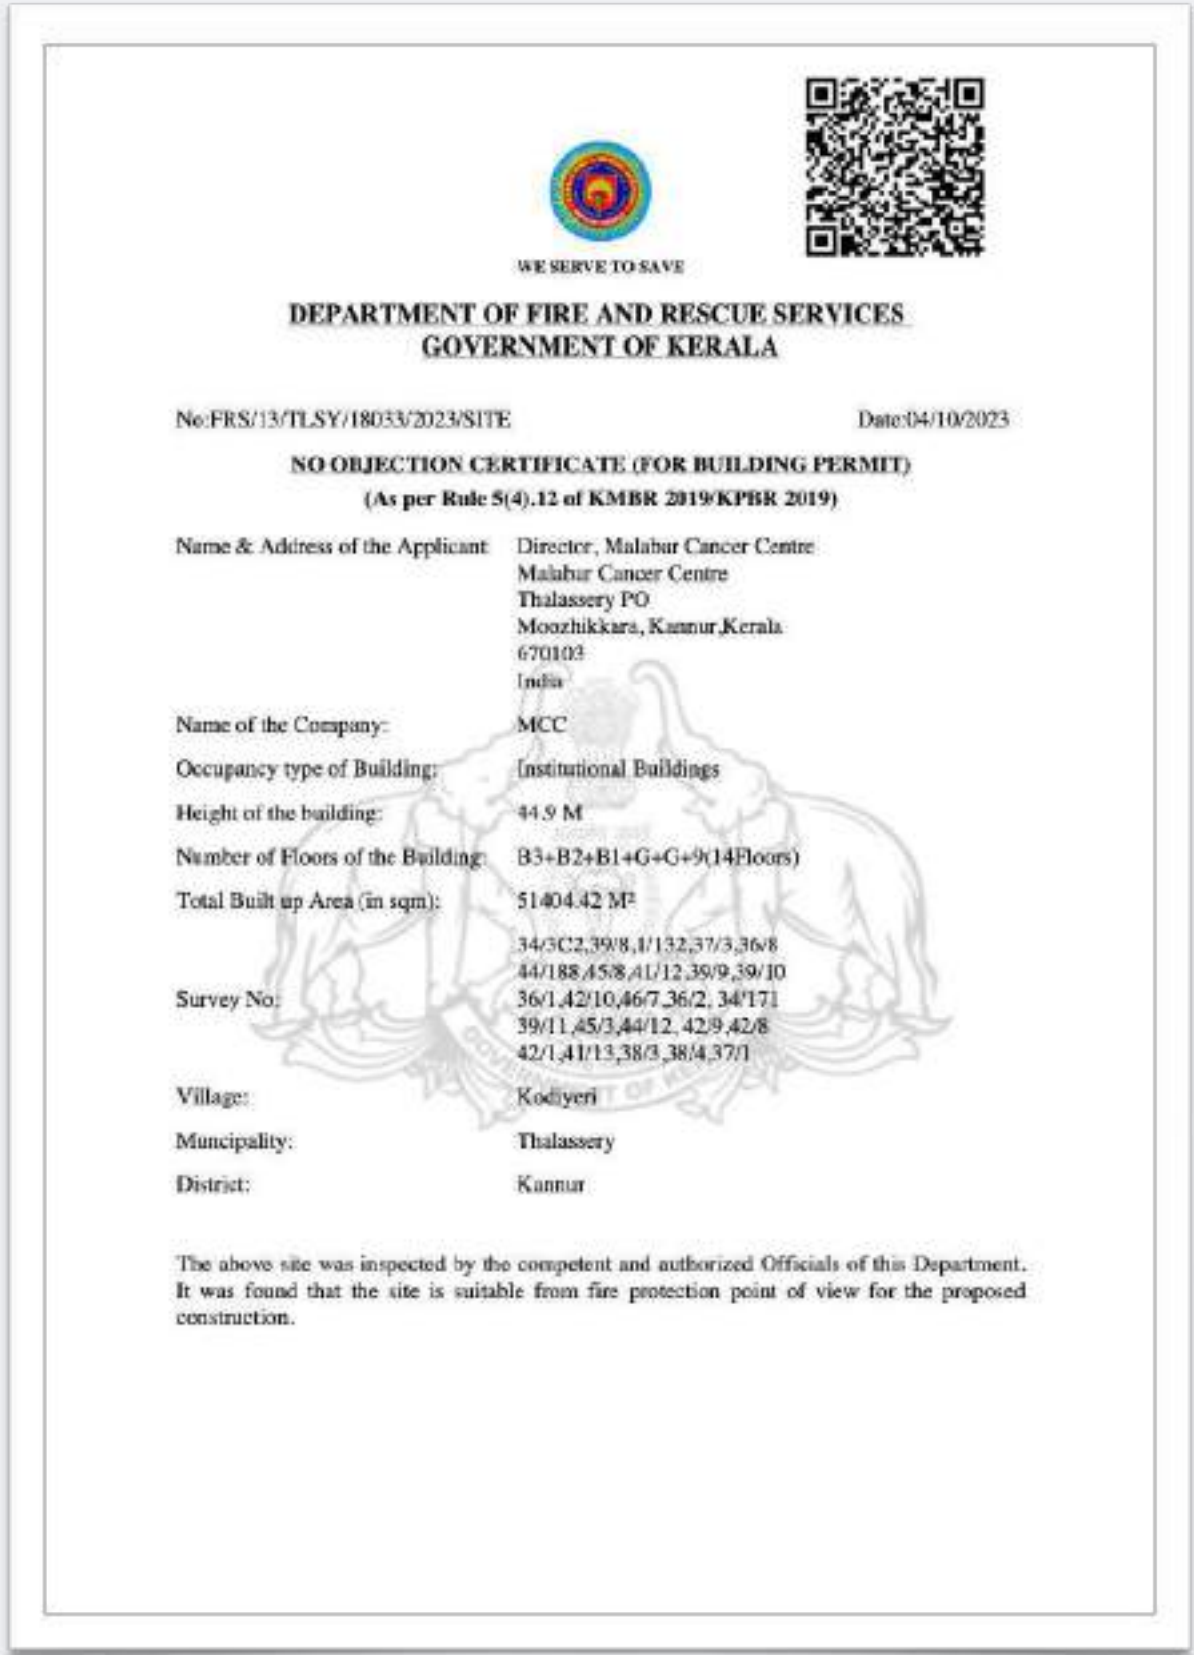 WE SERVE TO SAVE
DEPARTMENT OF FIRE AND RESCUE SERVICES
GOVERNMENT OF KERALA
No:FRS/13/TLSY/18033/2023/SITE Date:04/10/2023
NO OBJECTION CERTIFICATE (FOR BUILDING PERMIT)
(As per Rule 5(4).12 of KMBR 2019/KPBR 2019)
Name & Address of the Applicant Director, Malabar Cancer Centre
Malabar Cancer Centre
Thalassery PO
Moozhikkara, Kannur,Kerala
670103
India
Name of the Company: MCC
Occupancy type of Building: Institutional Buildings
Height of the building: 44.9 M
Number of Floors of the Building: B3+B2+B1+G+G+9(14Floors)
Total Built up Area (in sqm): 51404.42 M²
34/3C2,39/8,1/132,37/3,36/8
44/188,45/8,41/12,39/9,39/10
Survey No: 36/1,42/10,46/7,36/2, 34/171
39/11,45/3,44/12, 42/9,42/8
42/1,41/13,38/3,38/4,37/1
Village: Kodiyeri
Muncipality: Thalassery
District: Kannur
The above site was inspected by the competent and authorized Officials of this Department.
It was found that the site is suitable from fire protection point of view for the proposed
construction.